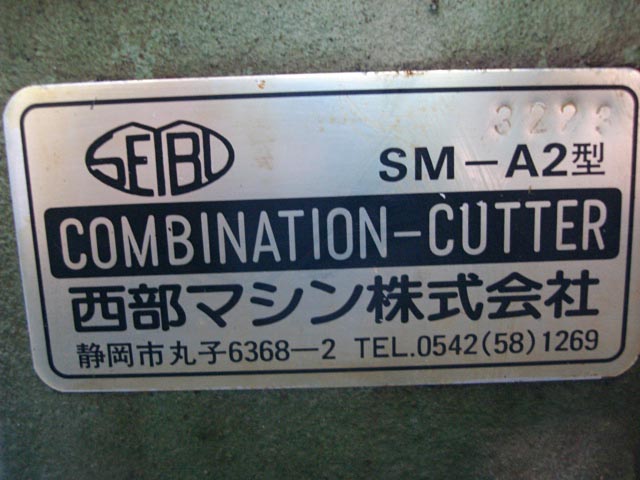 3223
SEIBU
SM-A2型
COMBINATION-CUTTER
西部マシン株式会社
静岡市丸子6368-2 TEL.0542(58)1269